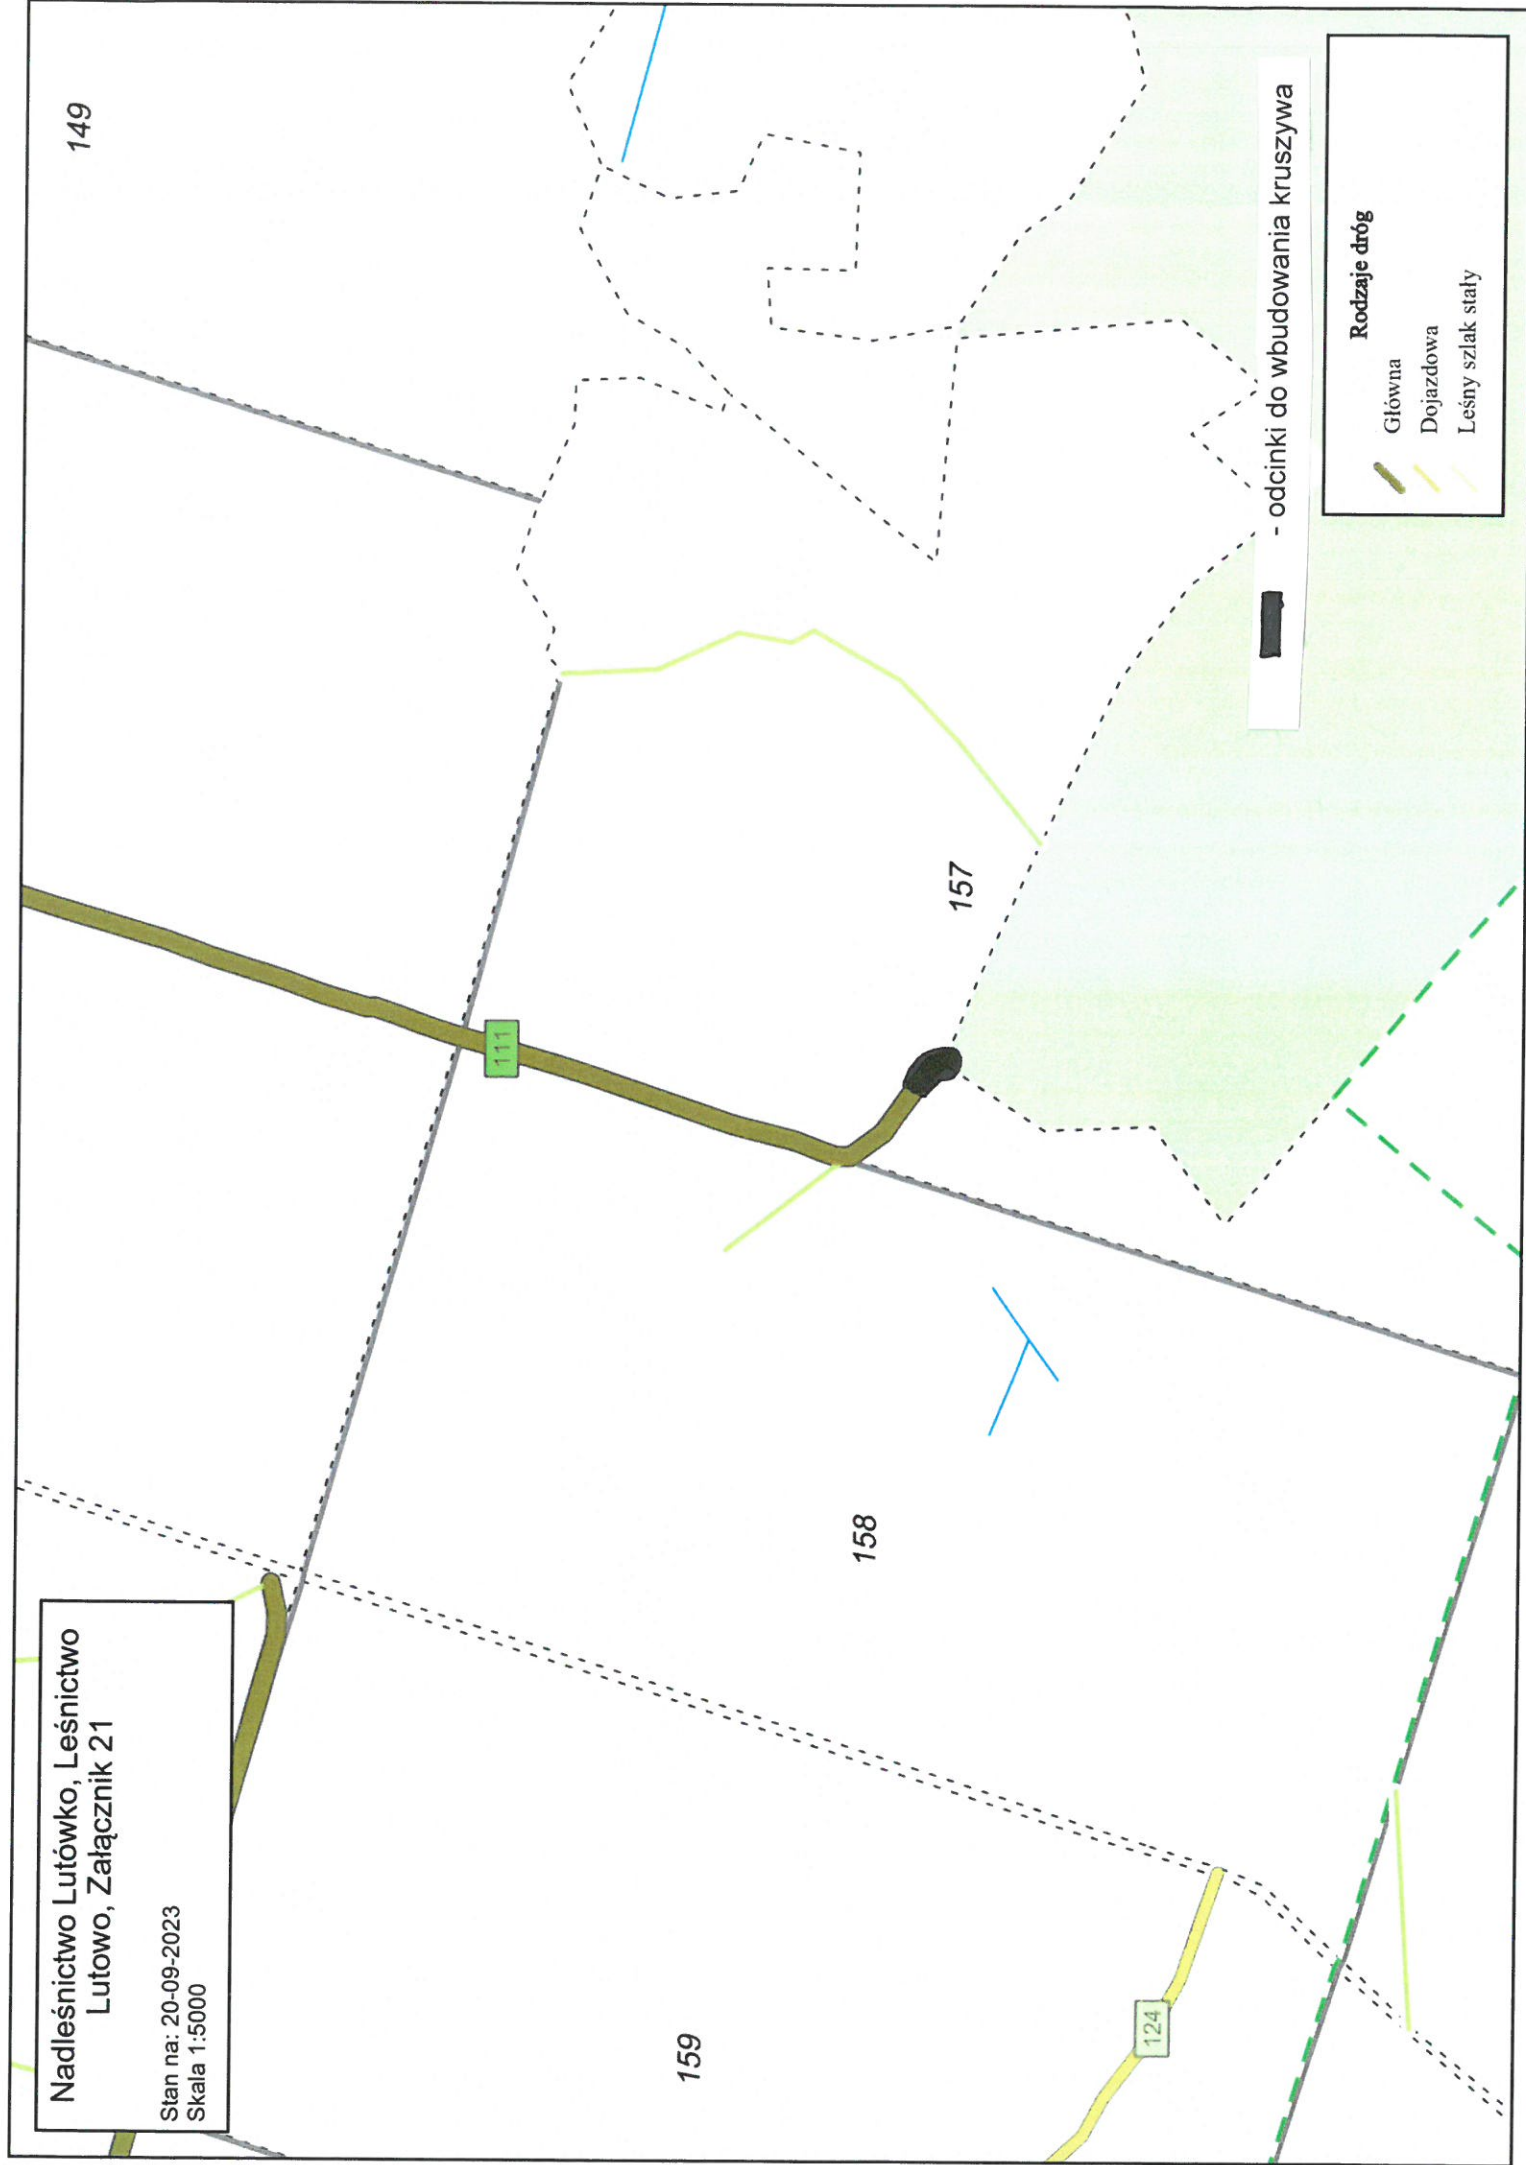 Nadleśnictwo Lutówko, Leśnictwo
Lutowo, Załącznik 21
Stan na: 20-09-2023
Skala 1:5000
149
111
157
158
159
124
- odcinki do wbudowania kruszywa
Rodzaje dróg
Główna
Dojazdowa
Leśny szlak stały